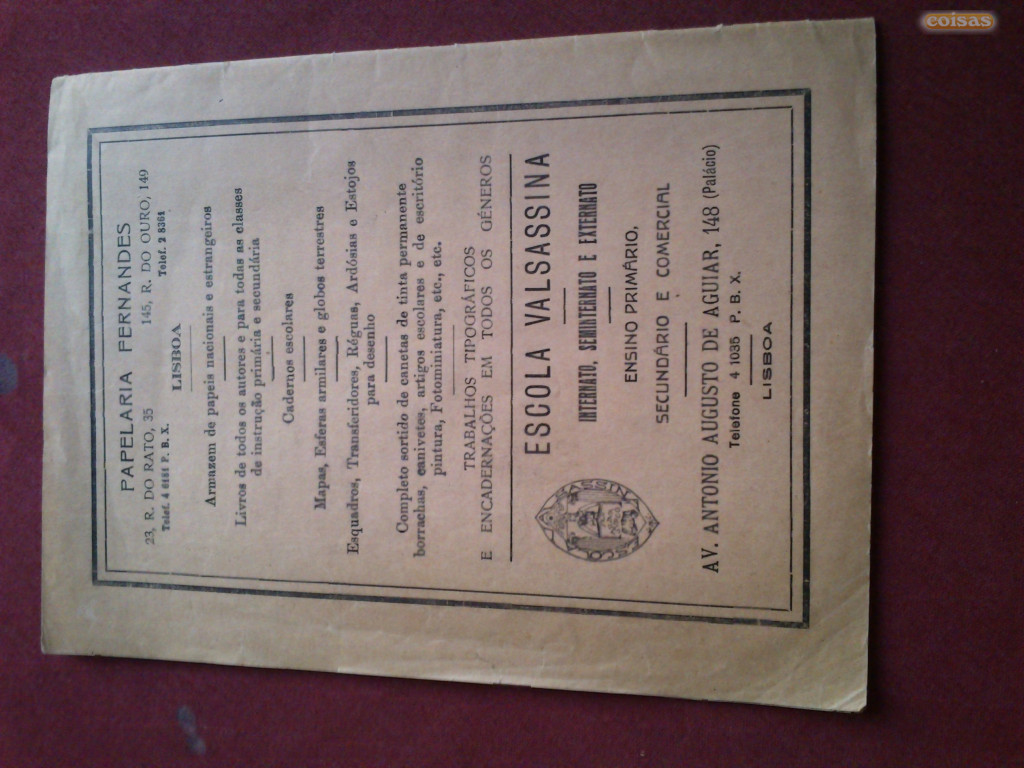 PAPELARIA FERNANDES
23, R. DO RATO, 35 145, R. DO OURO, 149
Telef. 4 6181 P. B. X. Telef. 2 8361
LISBOA
Armazem de papeis nacionais e estrangeiros
Livros de todos os autores e para todas as classes
de instrução primária e secundária
Cadernos escolares
Mapas, Esferas armilares e globos terrestres
Esquadros, Transferidores, Réguas, Ardósias e Estojos
para desenho
Completo sortido de canetas de tinta permanente
borrachas, canivetes, artigos escolares e de escritório
pintura, Fotominiatura, etc., etc.
TRABALHOS TIPOGRÁFICOS
E ENCADERNAÇÕES EM TODOS OS GÉNEROS
ESCOLA VALSASSINA
INTERNATO, SEMINTERNATO E EXTERNATO
ENSINO PRIMÁRIO,
SECUNDÁRIO E COMERCIAL
AV. ANTONIO AUGUSTO DE AGUIAR, 148 (Palácio)
Telefone 4 1035 P. B. X.
LISBOA
coisas